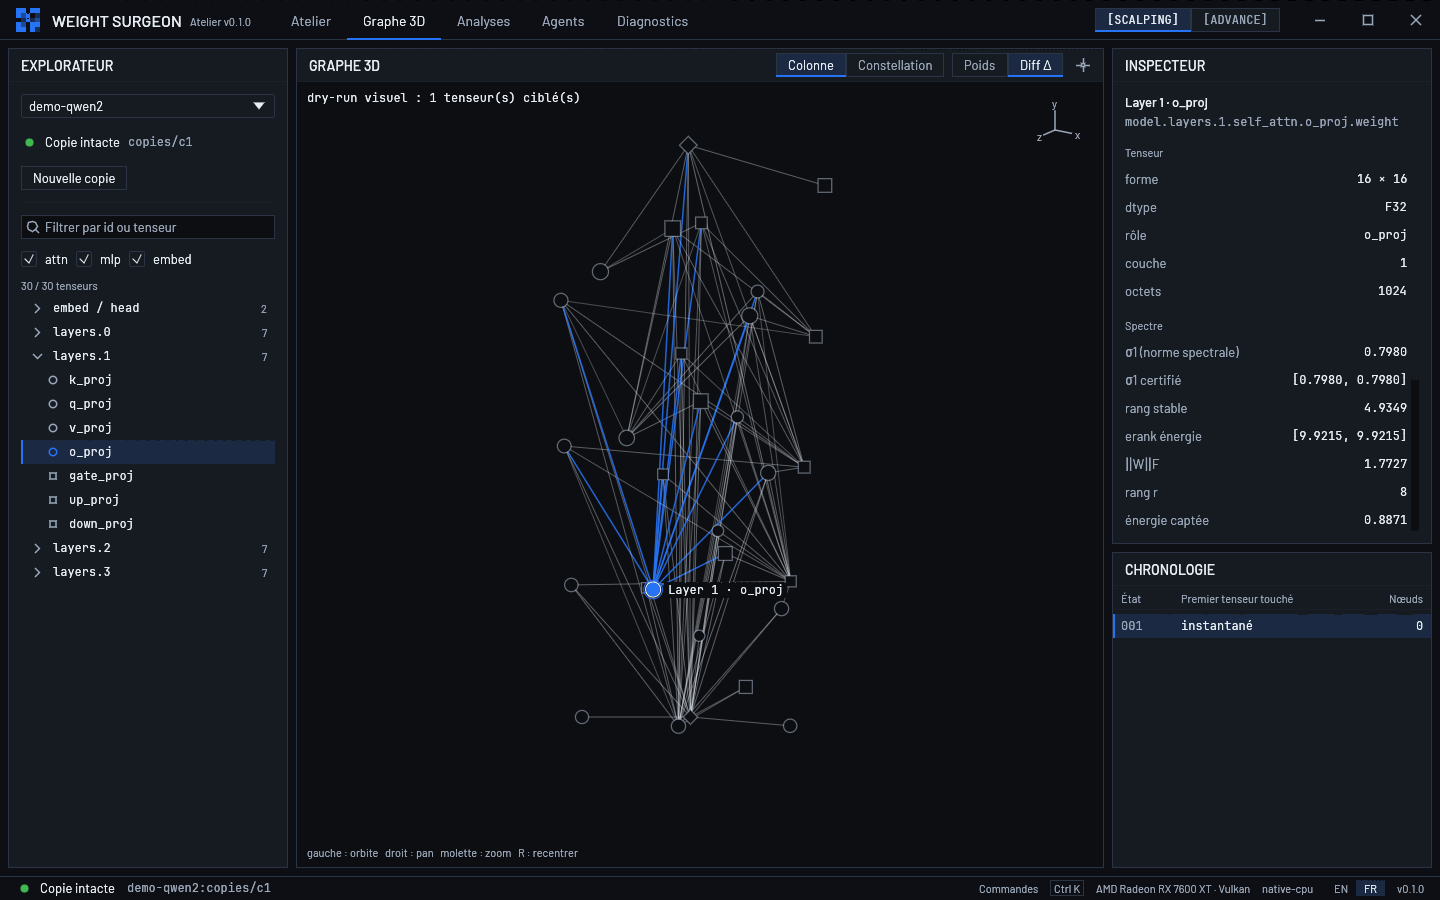 WEIGHT SURGEON Atelier v0.1.0 Atelier Graphe 3D Analyses Agents Diagnostics [SCALPING] [ADVANCE]
EXPLORATEUR
demo-qwen2
Copie intacte copies/c1
Nouvelle copie
Filtrer par id ou tenseur
attn mlp embed
30 / 30 tenseurs
embed / head 2
layers.0 7
layers.1 7
k_proj
q_proj
v_proj
o_proj
gate_proj
up_proj
down_proj
layers.2 7
layers.3 7
GRAPHE 3D Colonne Constellation Poids Diff Δ
dry-run visuel : 1 tenseur(s) ciblé(s)
y
z x
Layer 1 · o_proj
gauche : orbite droit : pan molette : zoom R : recentrer
INSPECTEUR
Layer 1 · o_proj
model.layers.1.self_attn.o_proj.weight
Tenseur
forme 16 × 16
dtype F32
rôle o_proj
couche 1
octets 1024
Spectre
σ1 (norme spectrale) 0.7980
σ1 certifié [0.7980, 0.7980]
rang stable 4.9349
erank énergie [9.9215, 9.9215]
||W||F 1.7727
rang r 8
énergie captée 0.8871
CHRONOLOGIE
État Premier tenseur touché Nœuds
001 instantané 0
Copie intacte demo-qwen2:copies/c1 Commandes Ctrl K AMD Radeon RX 7600 XT · Vulkan native-cpu EN FR v0.1.0